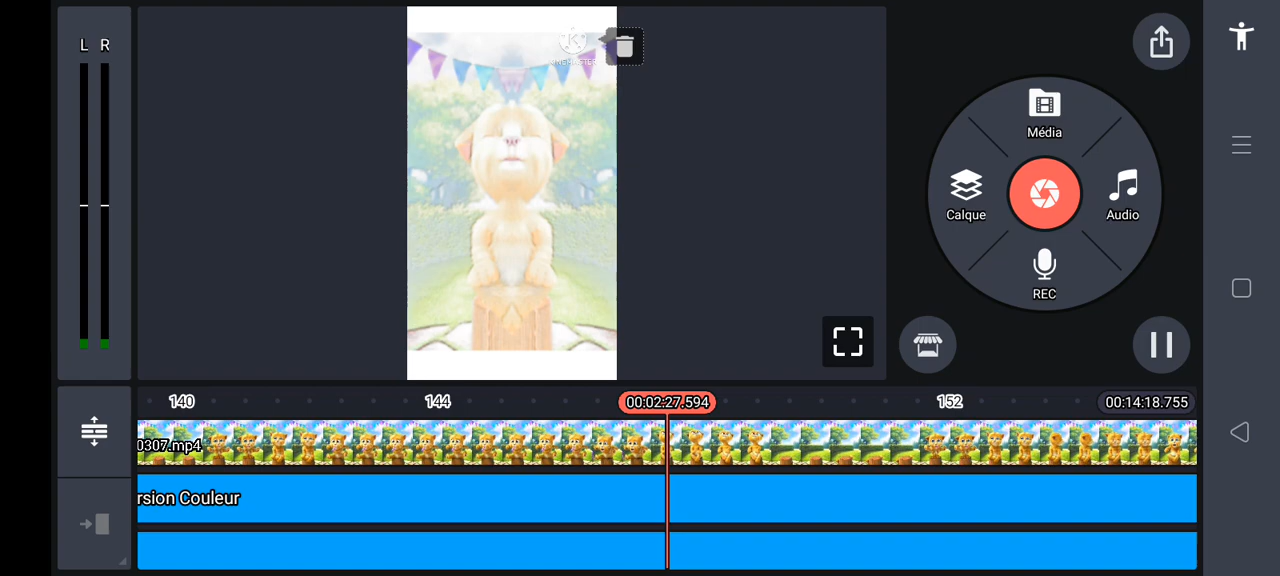 L R
KINEMASTER
Média
Calque
Audio
REC
140
144
00:02:27.594
152
00:14:18.755
0307.mp4
rsion Couleur